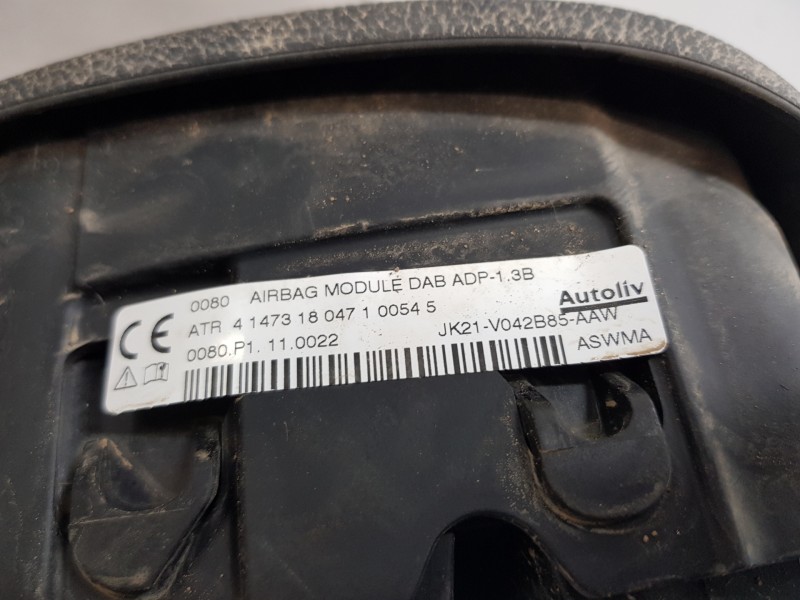 CE 0080 AIRBAG MODULE DAB ADP-1.3B
ATR 4 1473 18 047 1 0054 5
0080.P1. 11.0022
Autoliv
JK21-V042B85-AAW
ASWMA